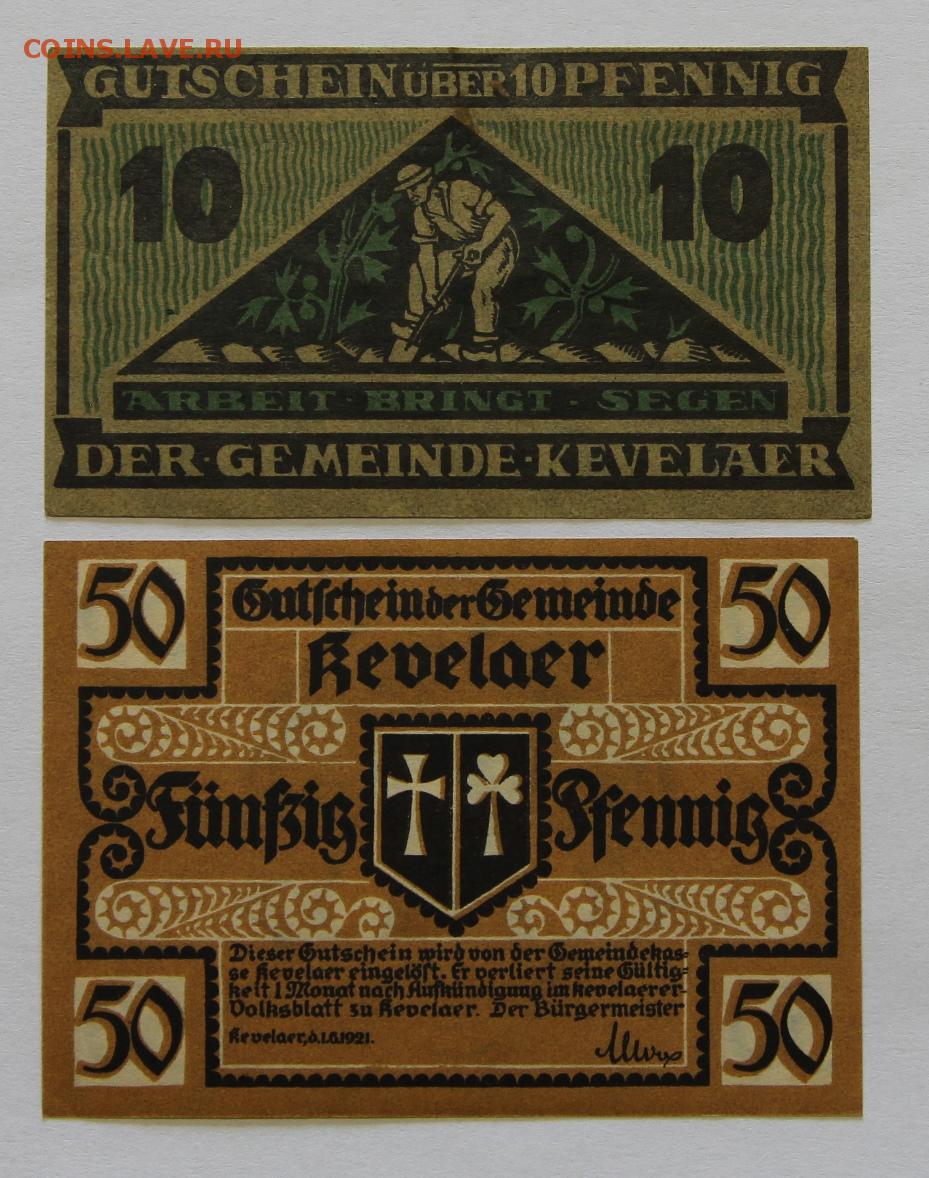 COINS.LAVE.RU
GUTSCHEIN ÜBER 10 PFENNIG
10 10
ARBEIT · BRINGT · SEGEN
DER · GEMEINDE · KEVELAER
50 50
Gutschein der Gemeinde
Kevelaer
Fünfzig Pfennig
Dieser Gutschein wird von der Gemeindekas=
se Kevelaer eingelöst. Er verliert seine Gültig=
keit 1 Monat nach Aufkündigung im Kevelaerer=
Volksblatt zu Kevelaer. Der Bürgermeister
Kevelaer, d. 1.6.1921.
50 50